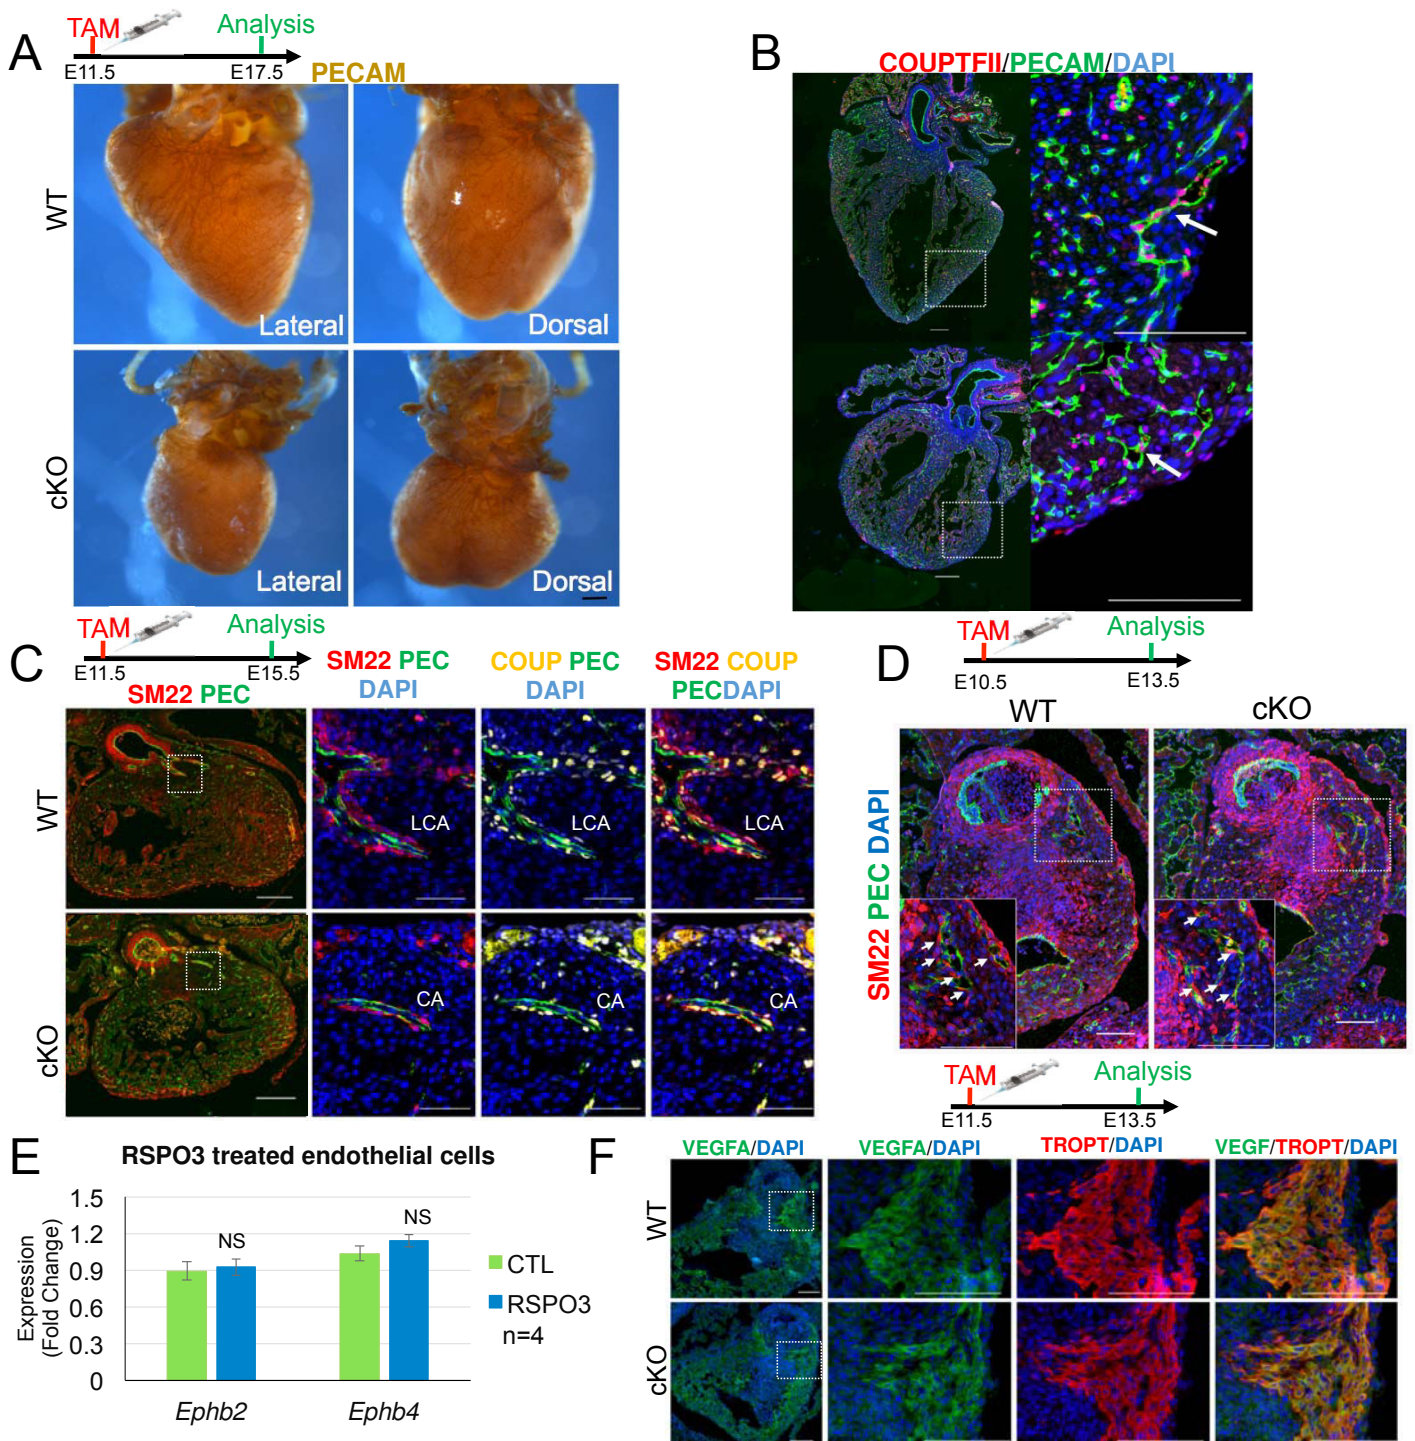 A
TAM
Analysis
E11.5
E17.5
PECAM
WT
Lateral
Dorsal
cKO
Lateral
Dorsal
B
COUPTFII/PECAM/DAPI
C
TAM
Analysis
E11.5
E15.5
SM22 PEC
SM22 PEC
DAPI
COUP PEC
DAPI
SM22 COUP
PECDAPI
WT
LCA
LCA
LCA
cKO
CA
CA
CA
D
TAM
Analysis
E10.5
E13.5
WT
cKO
SM22 PEC DAPI
E
RSPO3 treated endothelial cells
Expression
(Fold Change)
1.5
1.2
0.9
0.6
0.3
0
NS
NS
Ephb2
Ephb4
CTL
RSPO3
n=4
TAM
Analysis
E11.5
E13.5
F
VEGFA/DAPI
VEGFA/DAPI
TROPT/DAPI
VEGF/TROPT/DAPI
WT
cKO